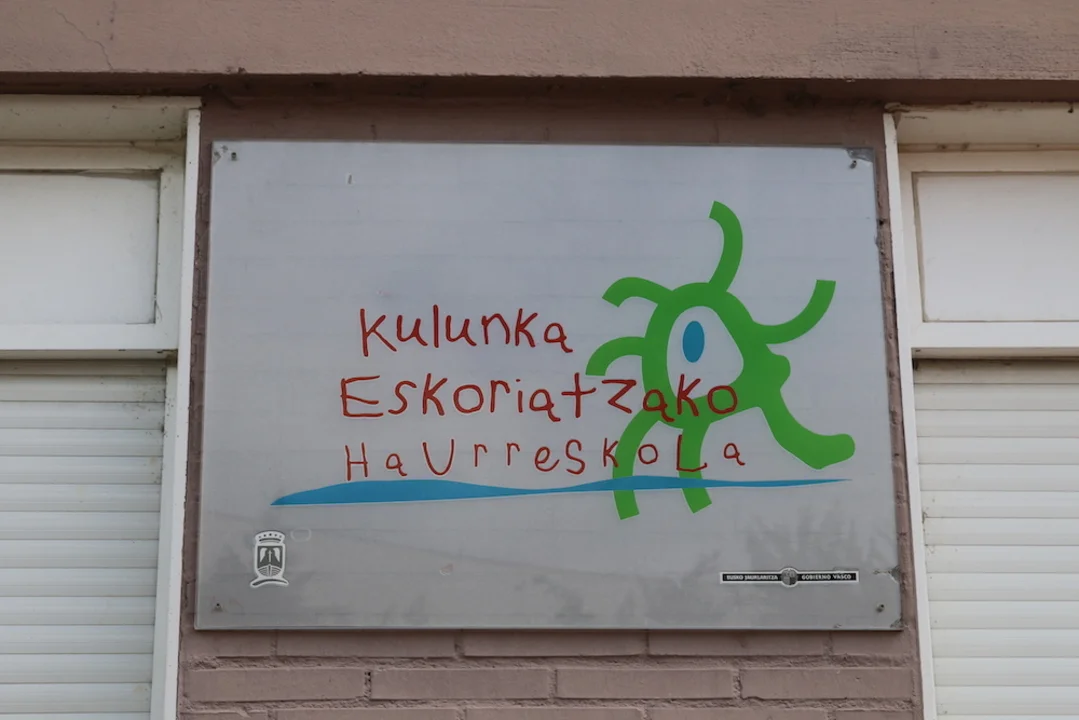 Kulunka
Eskoriatzako
HaUrreSKoLa
EUSKO JAURLARITZA GOBIERNO VASCO